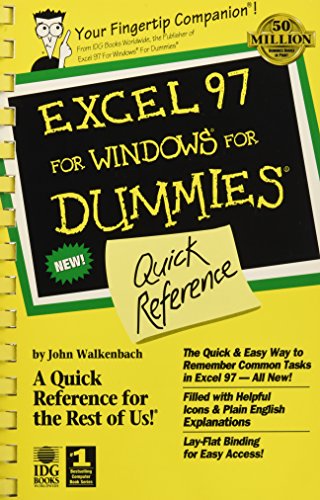 Your Fingertip Companion®!
From IDG Books Worldwide, the Publisher of
Excel 97 For Windows® For Dummies®
50
MILLION
EXCEL 97
FOR WINDOWS® FOR
DUMMIES®
NEW!
Quick
Reference
by John Walkenbach
A Quick
Reference for
the Rest of Us!®
The Quick & Easy Way to
Remember Common Tasks
in Excel 97 — All New!
Filled with Helpful
Icons & Plain English
Explanations
Lay-Flat Binding
for Easy Access!
IDG
BOOKS
WORLDWIDE
#1
Bestselling
Computer
Book Series